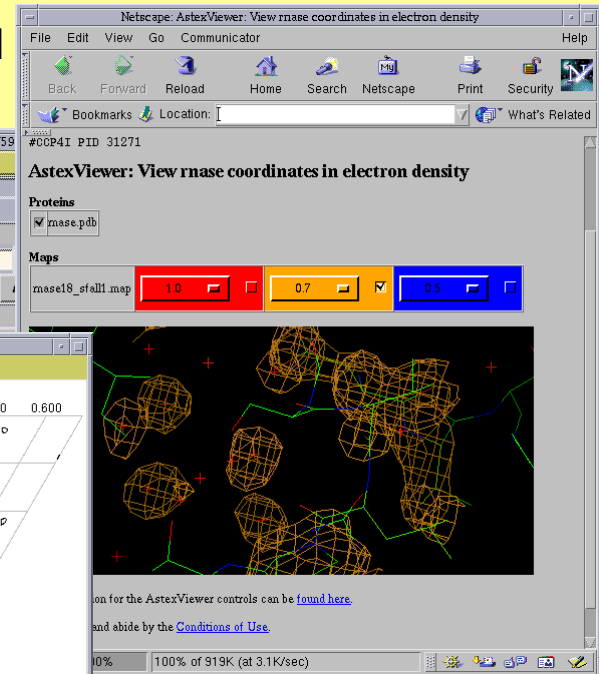 Netscape: AstexViewer: View rnase coordinates in electron density
File Edit View Go Communicator Help
Back Forward Reload Home Search Netscape Print Security
My
N
Bookmarks Location: What's Related
#CCP4I PID 31271
AstexViewer: View rnase coordinates in electron density
Proteins
rnase.pdb
Maps
rnase18_sfall1.map 1.0 0.7 0.5
0.600
ion for the AstexViewer controls can be found here.
and abide by the Conditions of Use.
100% of 919K (at 3.1K/sec)